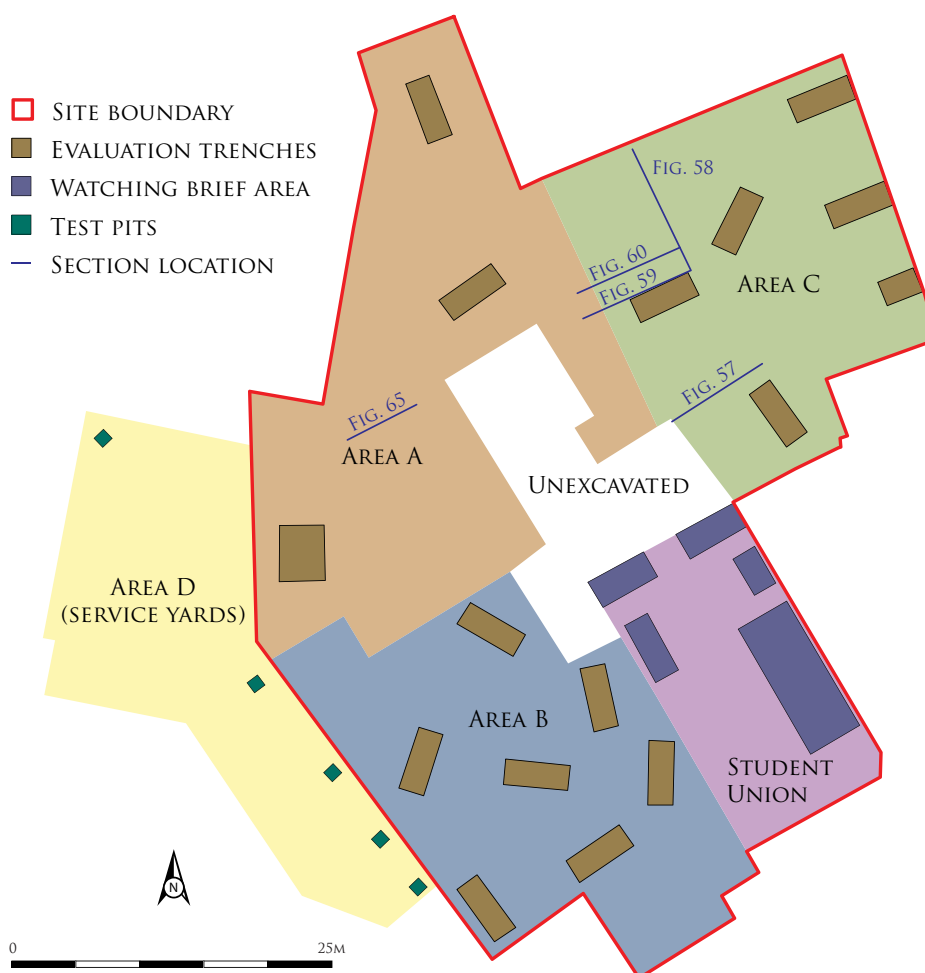 Site boundary
Evaluation trenches
Watching brief area
Test pits
Section location
Fig. 58
Fig. 60
Fig. 59
Area C
Fig. 57
Fig. 65
Area A
Unexcavated
Area D
(service yards)
Area B
Student
Union
N
0
25m